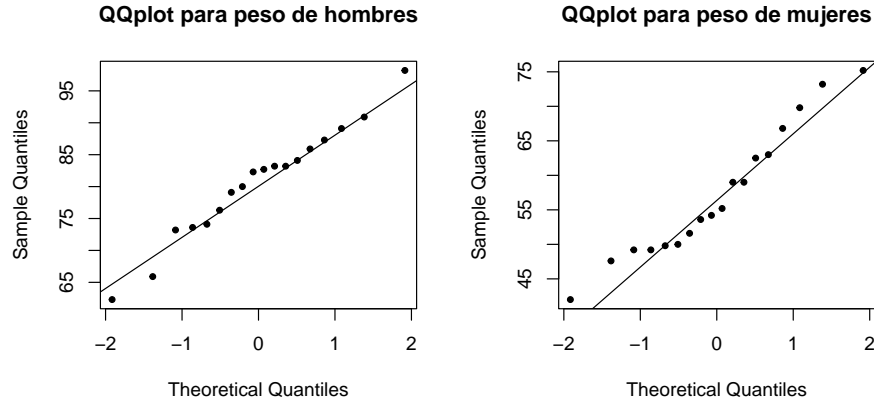 QQplot para peso de hombres
Sample Quantiles
95
85
75
65
−2 −1 0 1 2
Theoretical Quantiles
QQplot para peso de mujeres
Sample Quantiles
75
65
55
45
−2 −1 0 1 2
Theoretical Quantiles